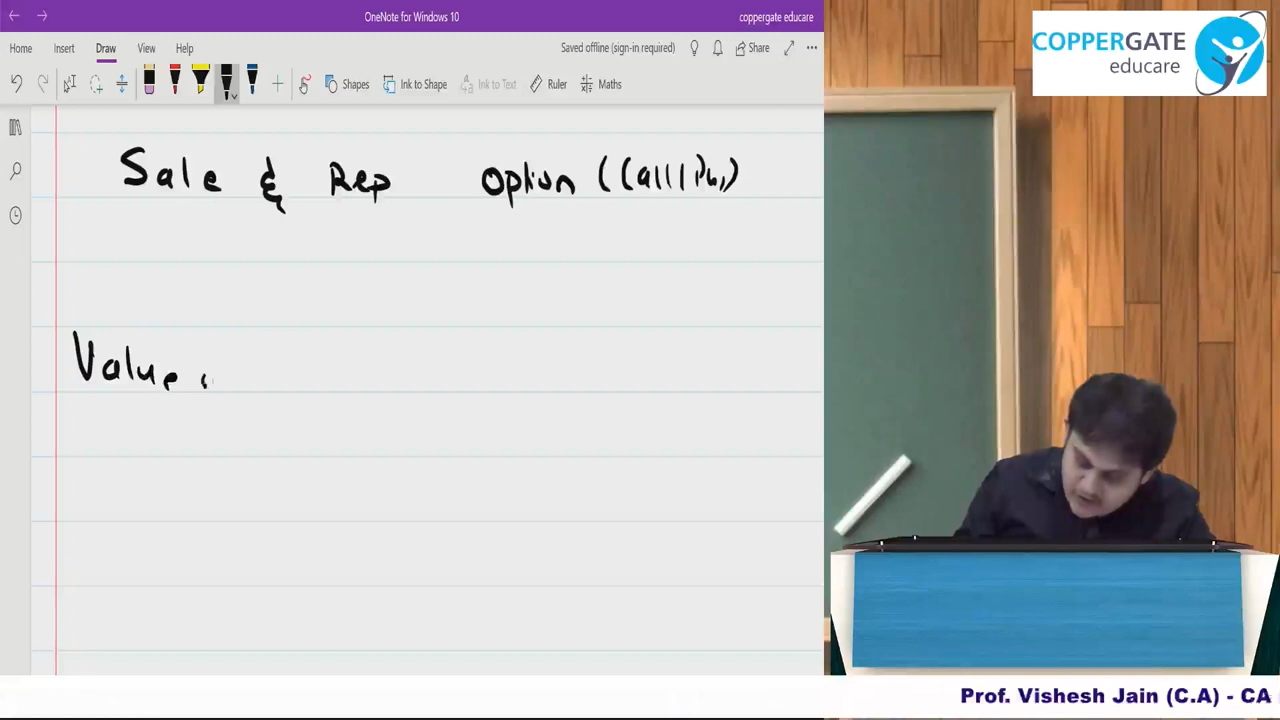 OneNote for Windows 10
coppergate educare
Home Insert Draw View Help
Saved offline (sign-in required) Share
Shapes Ink to Shape Ink to Text Ruler Maths
COPPERGATE
educare
Sale & Rep Option (Call|Put)
Value
Prof. Vishesh Jain (C.A) - CA